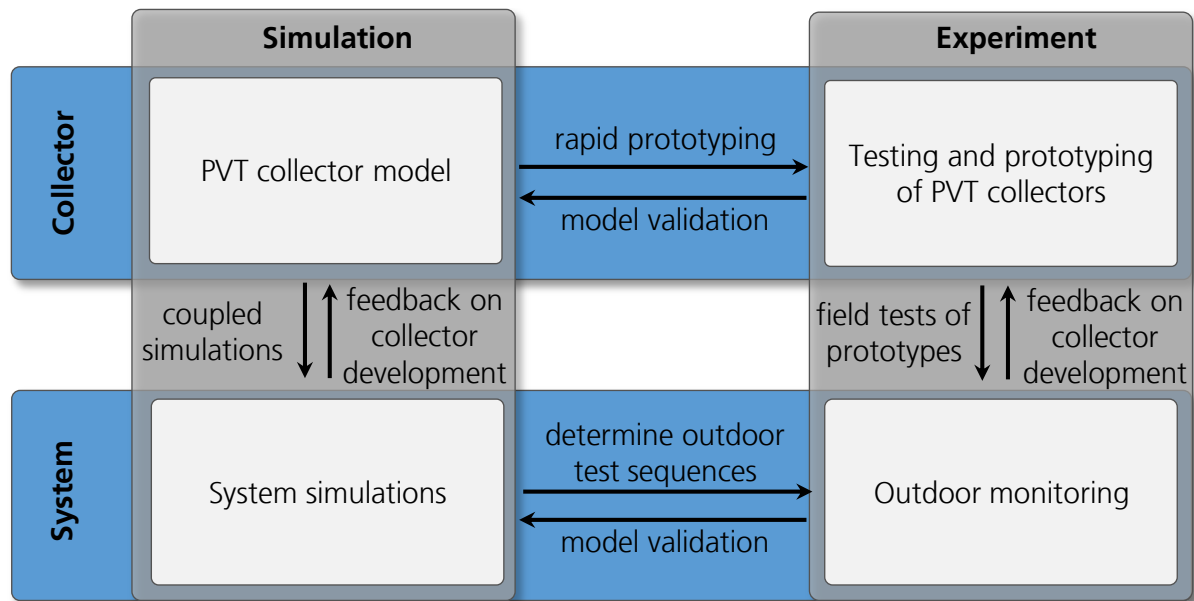 Simulation
Experiment
Collector
PVT collector model
rapid prototyping
model validation
Testing and prototyping
of PVT collectors
coupled
simulations
feedback on
collector
development
field tests of
prototypes
feedback on
collector
development
System
System simulations
determine outdoor
test sequences
model validation
Outdoor monitoring